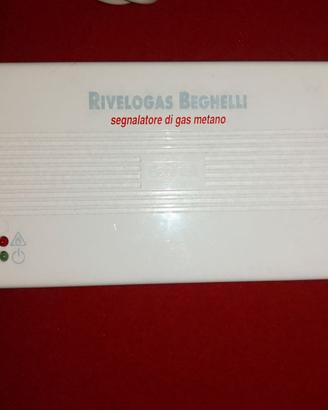 RIVELOGAS BEGHELLI
segnalatore di gas metano